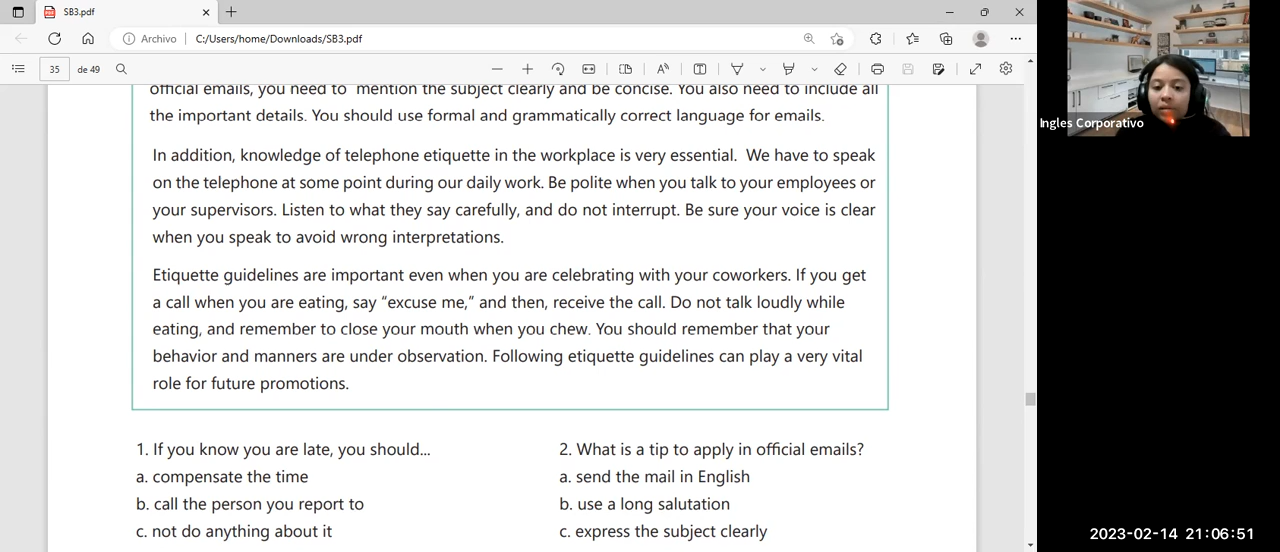 SB3.pdf
Archivo C:/Users/home/Downloads/SB3.pdf
35 de 49
official emails, you need to mention the subject clearly and be concise. You also need to include all
the important details. You should use formal and grammatically correct language for emails.
In addition, knowledge of telephone etiquette in the workplace is very essential. We have to speak
on the telephone at some point during our daily work. Be polite when you talk to your employees or
your supervisors. Listen to what they say carefully, and do not interrupt. Be sure your voice is clear
when you speak to avoid wrong interpretations.
Etiquette guidelines are important even when you are celebrating with your coworkers. If you get
a call when you are eating, say “excuse me,” and then, receive the call. Do not talk loudly while
eating, and remember to close your mouth when you chew. You should remember that your
behavior and manners are under observation. Following etiquette guidelines can play a very vital
role for future promotions.
1. If you know you are late, you should...
a. compensate the time
b. call the person you report to
c. not do anything about it
2. What is a tip to apply in official emails?
a. send the mail in English
b. use a long salutation
c. express the subject clearly
Ingles Corporativo
2023-02-14 21:06:51